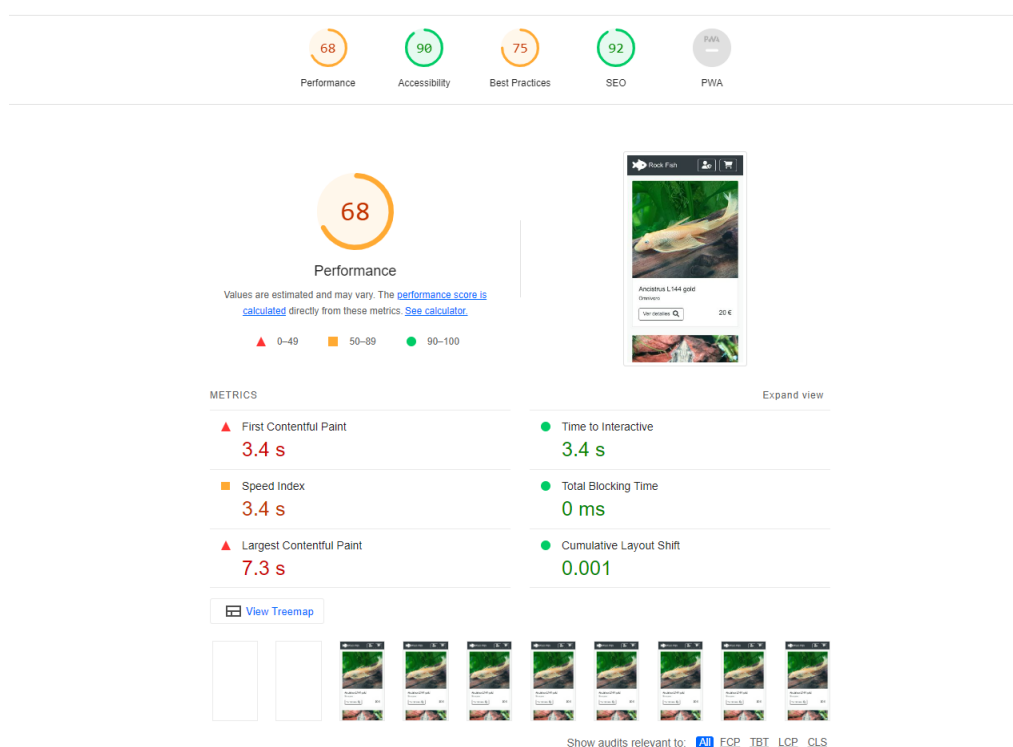 68 90 75 92 PWA
Performance Accessibility Best Practices SEO PWA
68
Performance
Values are estimated and may vary. The performance score is
calculated directly from these metrics. See calculator.
0–49 50–89 90–100
Rock Fish
Ancistrus L144 gold
Omnivoro
Ver detalles
20 €
METRICS
Expand view
First Contentful Paint
3.4 s
Time to Interactive
3.4 s
Speed Index
3.4 s
Total Blocking Time
0 ms
Largest Contentful Paint
7.3 s
Cumulative Layout Shift
0.001
View Treemap
Show audits relevant to: All FCP TBT LCP CLS